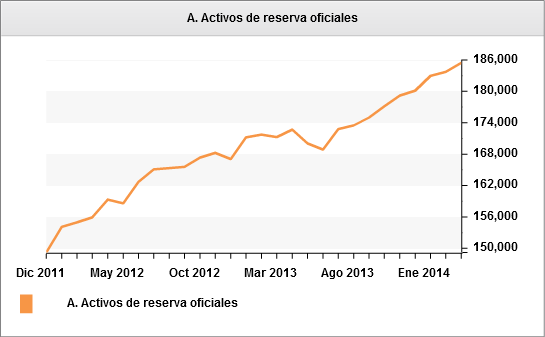 A. Activos de reserva oficiales
186,000
180,000
174,000
168,000
162,000
156,000
150,000
Dic 2011 May 2012 Oct 2012 Mar 2013 Ago 2013 Ene 2014
A. Activos de reserva oficiales